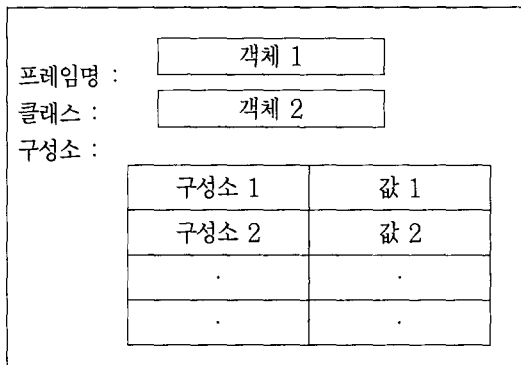 프레임명 : 객체 1
클래스 : 객체 2
구성소 :
구성소 1 값 1
구성소 2 값 2
. .
. .